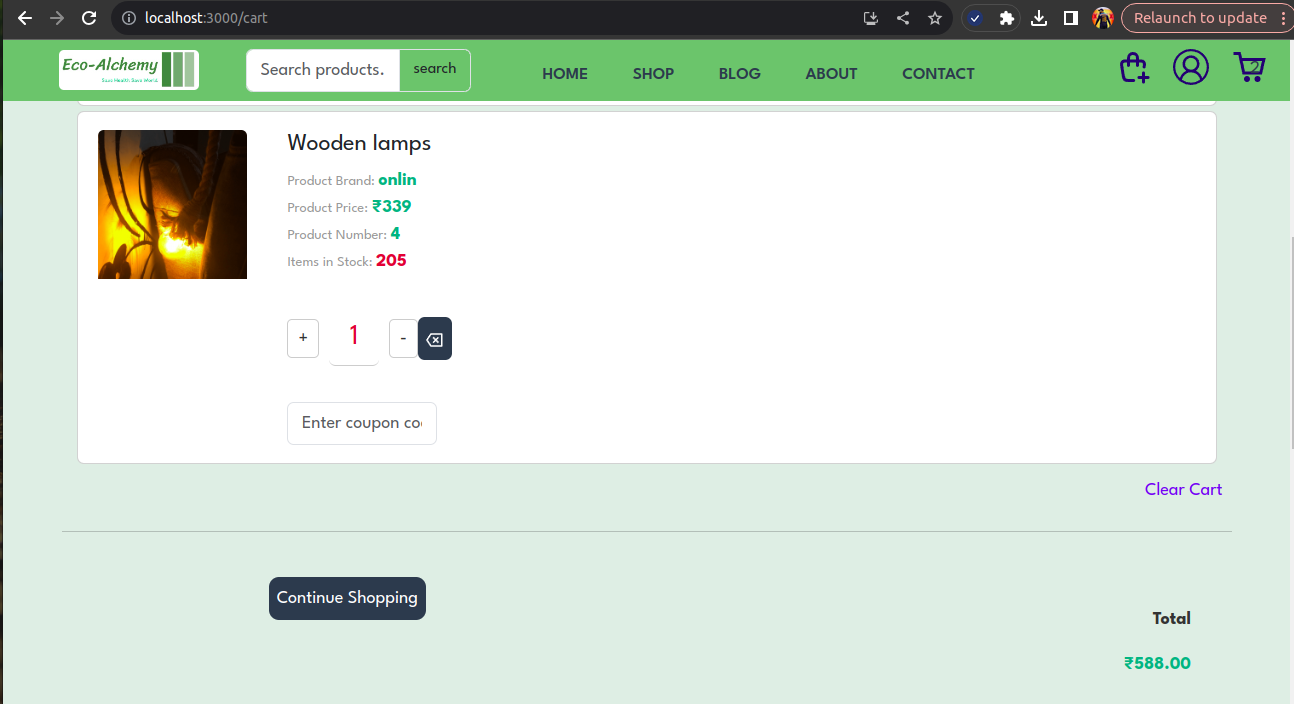 localhost:3000/cart
Relaunch to update
Eco-Alchemy
Save Health Save World
Search products.
search
HOME
SHOP
BLOG
ABOUT
CONTACT
2
Wooden lamps
Product Brand: onlin
Product Price: ₹339
Product Number: 4
Items in Stock: 205
+
1
-
Enter coupon co
Clear Cart
Continue Shopping
Total
₹588.00